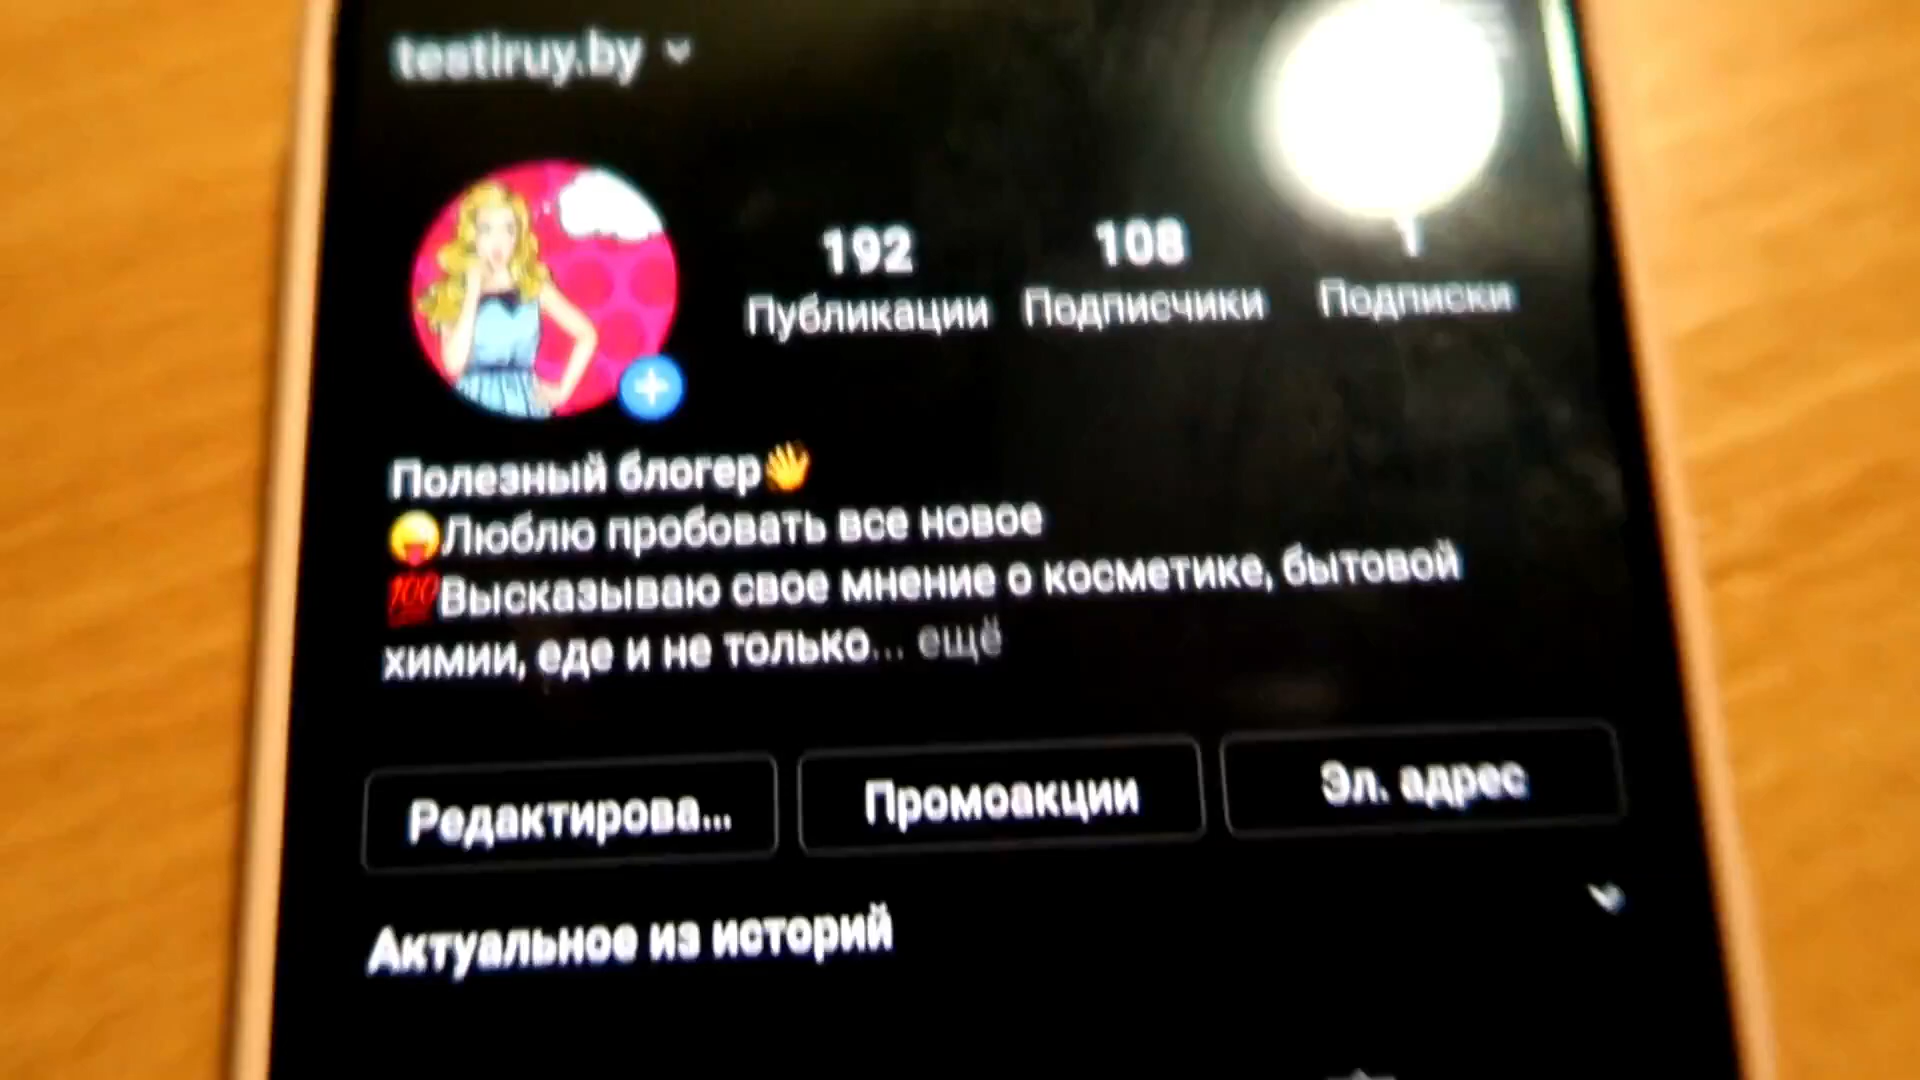 testiruy.by
192 108
Публикации Подписчики Подписки
Полезный блогер👋
😛Люблю пробовать все новое
💯Высказываю свое мнение о косметике, бытовой
химии, еде и не только... ещё
Редактирова... Промоакции Эл. адрес
Актуальное из историй